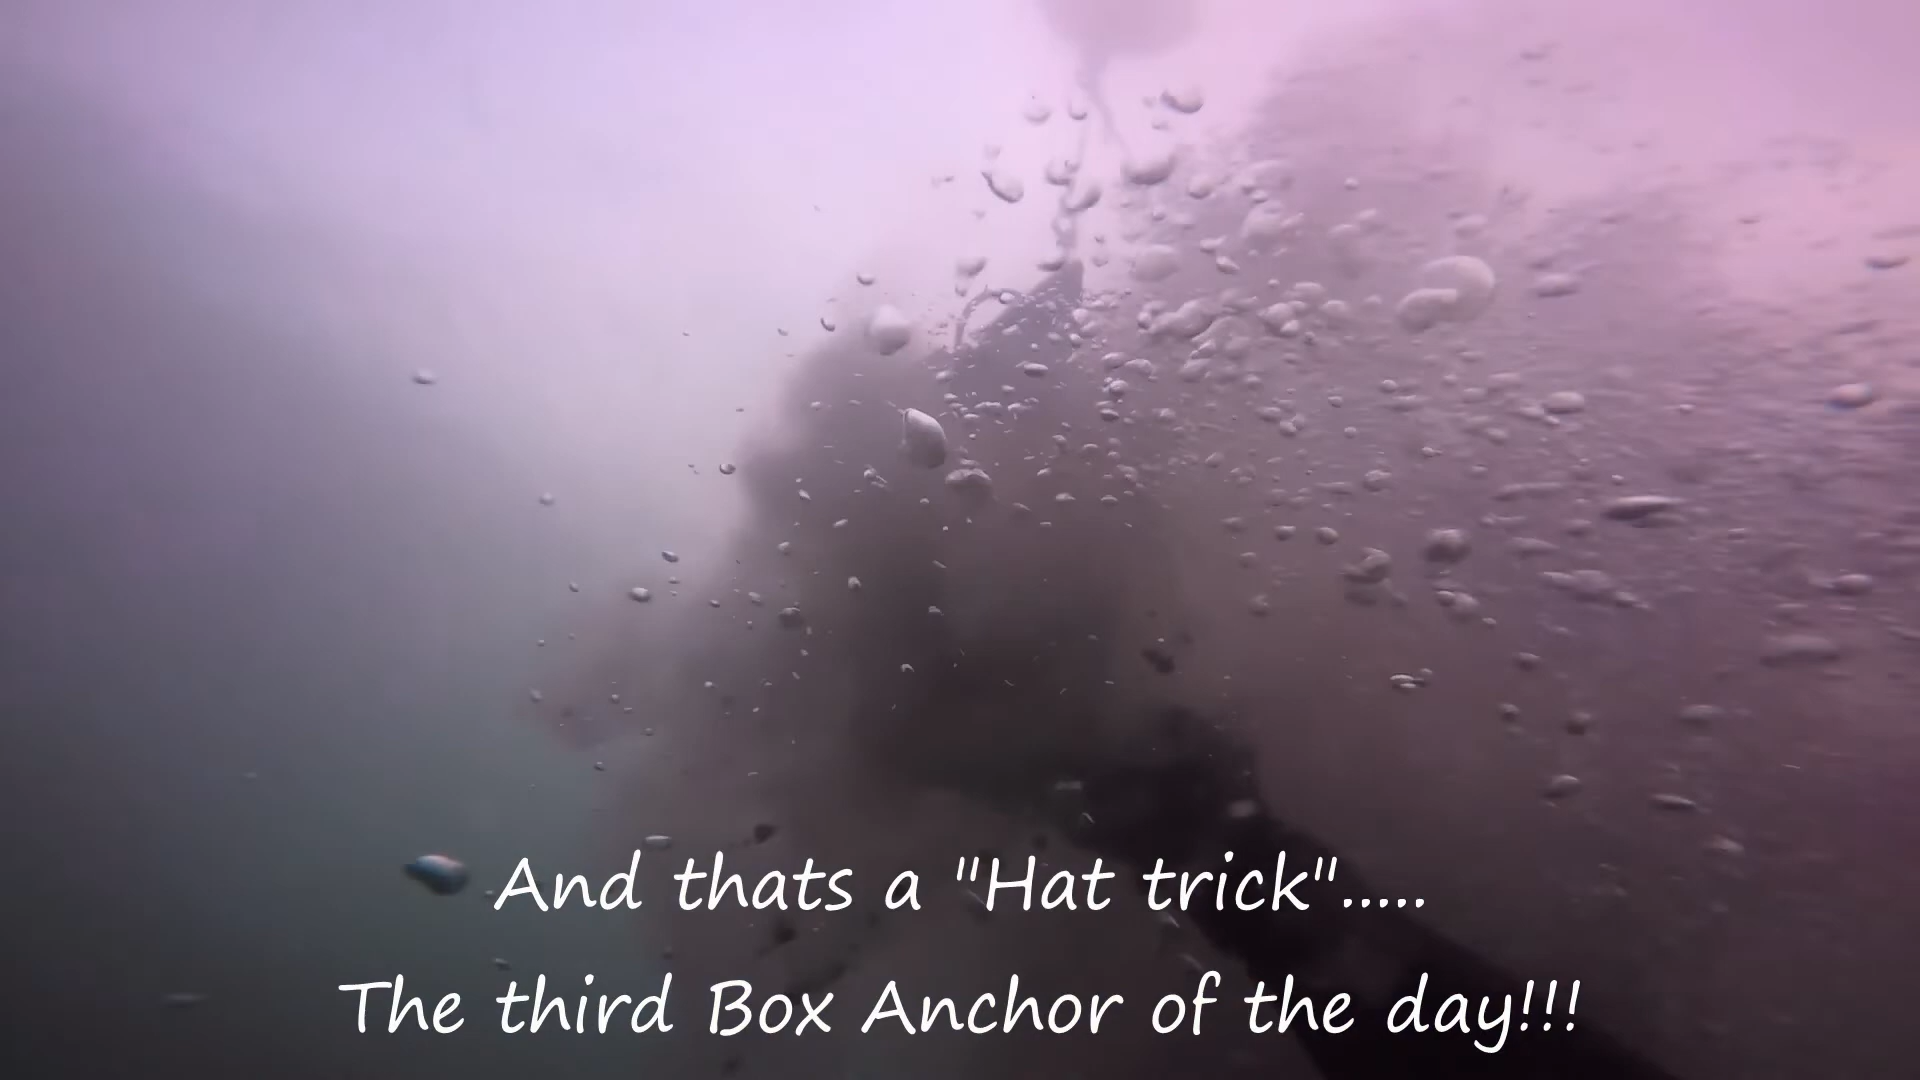 And thats a "Hat trick".....
The third Box Anchor of the day!!!